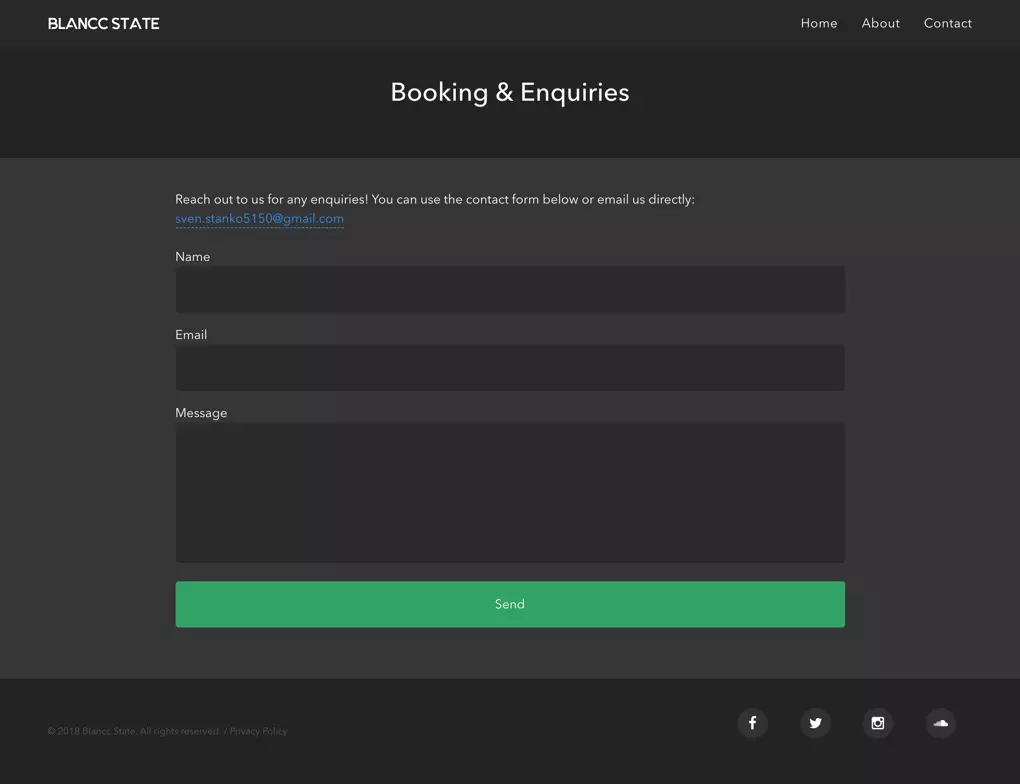 BLANCC STATE
Home About Contact
Booking & Enquiries
Reach out to us for any enquiries! You can use the contact form below or email us directly:
sven.stanko5150@gmail.com
Name
Email
Message
Send
© 2018 Blancc State. All rights reserved / Privacy Policy